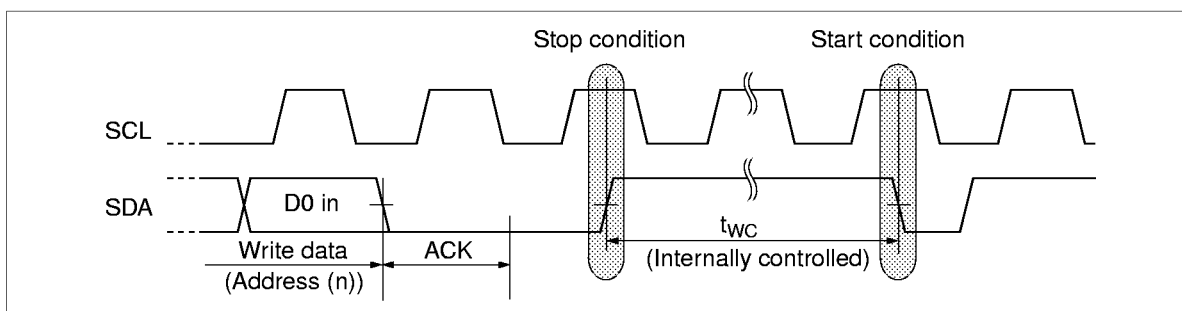 Stop condition
Start condition
SCL
SDA
D0 in
Write data
(Address (n))
ACK
tWC
(Internally controlled)